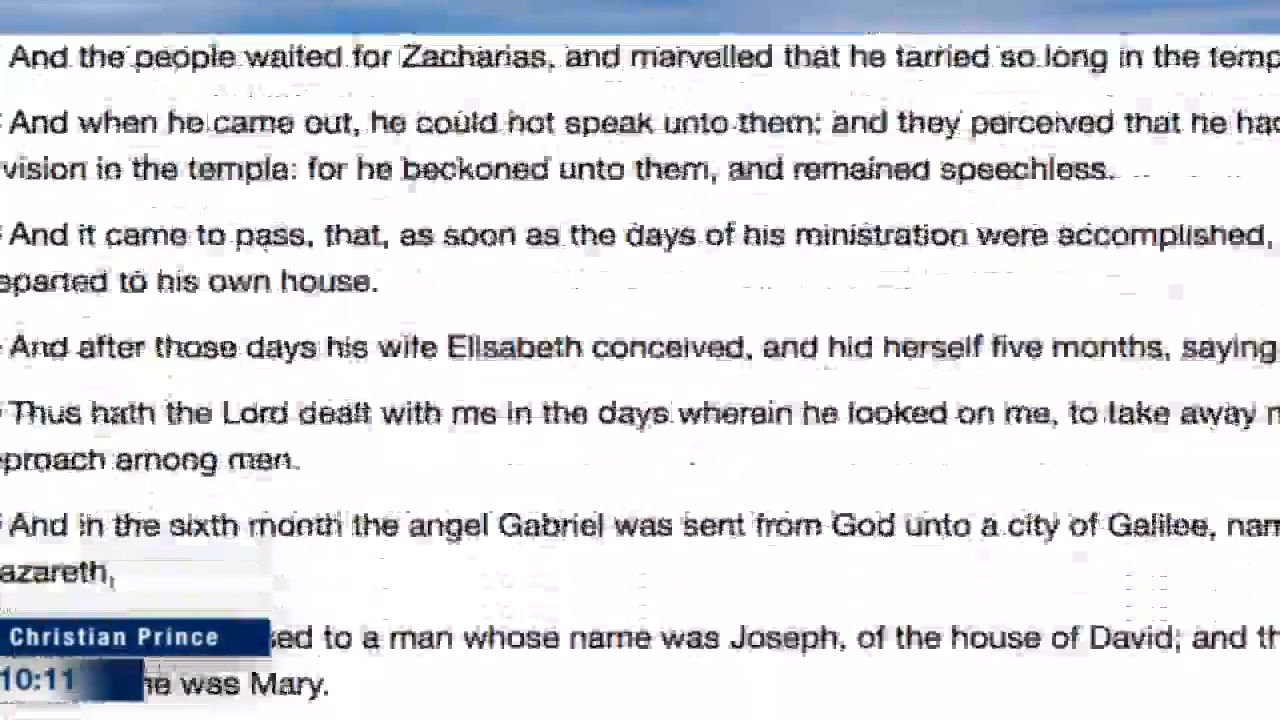 And the people waited for Zacharias, and marvelled that he tarried so long in the temp
And when he came out, he could not speak unto them: and they perceived that he had
vision in the temple: for he beckoned unto them, and remained speechless.
And it came to pass, that, as soon as the days of his ministration were accomplished,
eparted to his own house.
And after those days his wife Elisabeth conceived, and hid herself five months, saying
Thus hath the Lord dealt with me in the days wherein he looked on me, to take away
proach among men.
And in the sixth month the angel Gabriel was sent from God unto a city of Galilee, nam
azareth,
sed to a man whose name was Joseph, of the house of David; and th
Christian Prince
10:11
ne was Mary.